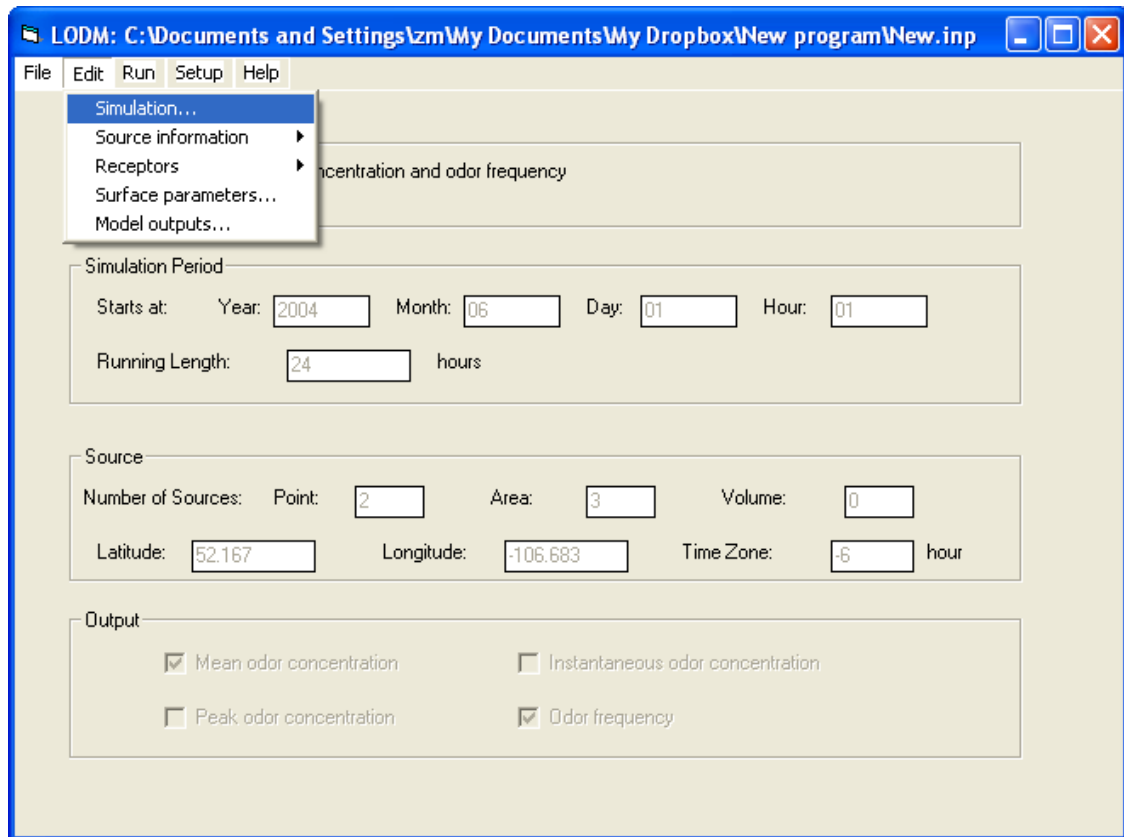 LODM: C:\Documents and Settings\zm\My Documents\My Dropbox\New program\New.inp
File Edit Run Setup Help
Simulation...
Source information
Receptors
Surface parameters...
Model outputs...
concentration and odor frequency
Simulation Period
Starts at: Year: 2004 Month: 06 Day: 01 Hour: 01
Running Length: 24 hours
Source
Number of Sources: Point: 2 Area: 3 Volume: 0
Latitude: 52.167 Longitude: -106.683 Time Zone: -6 hour
Output
Mean odor concentration Instantaneous odor concentration
Peak odor concentration Odor frequency